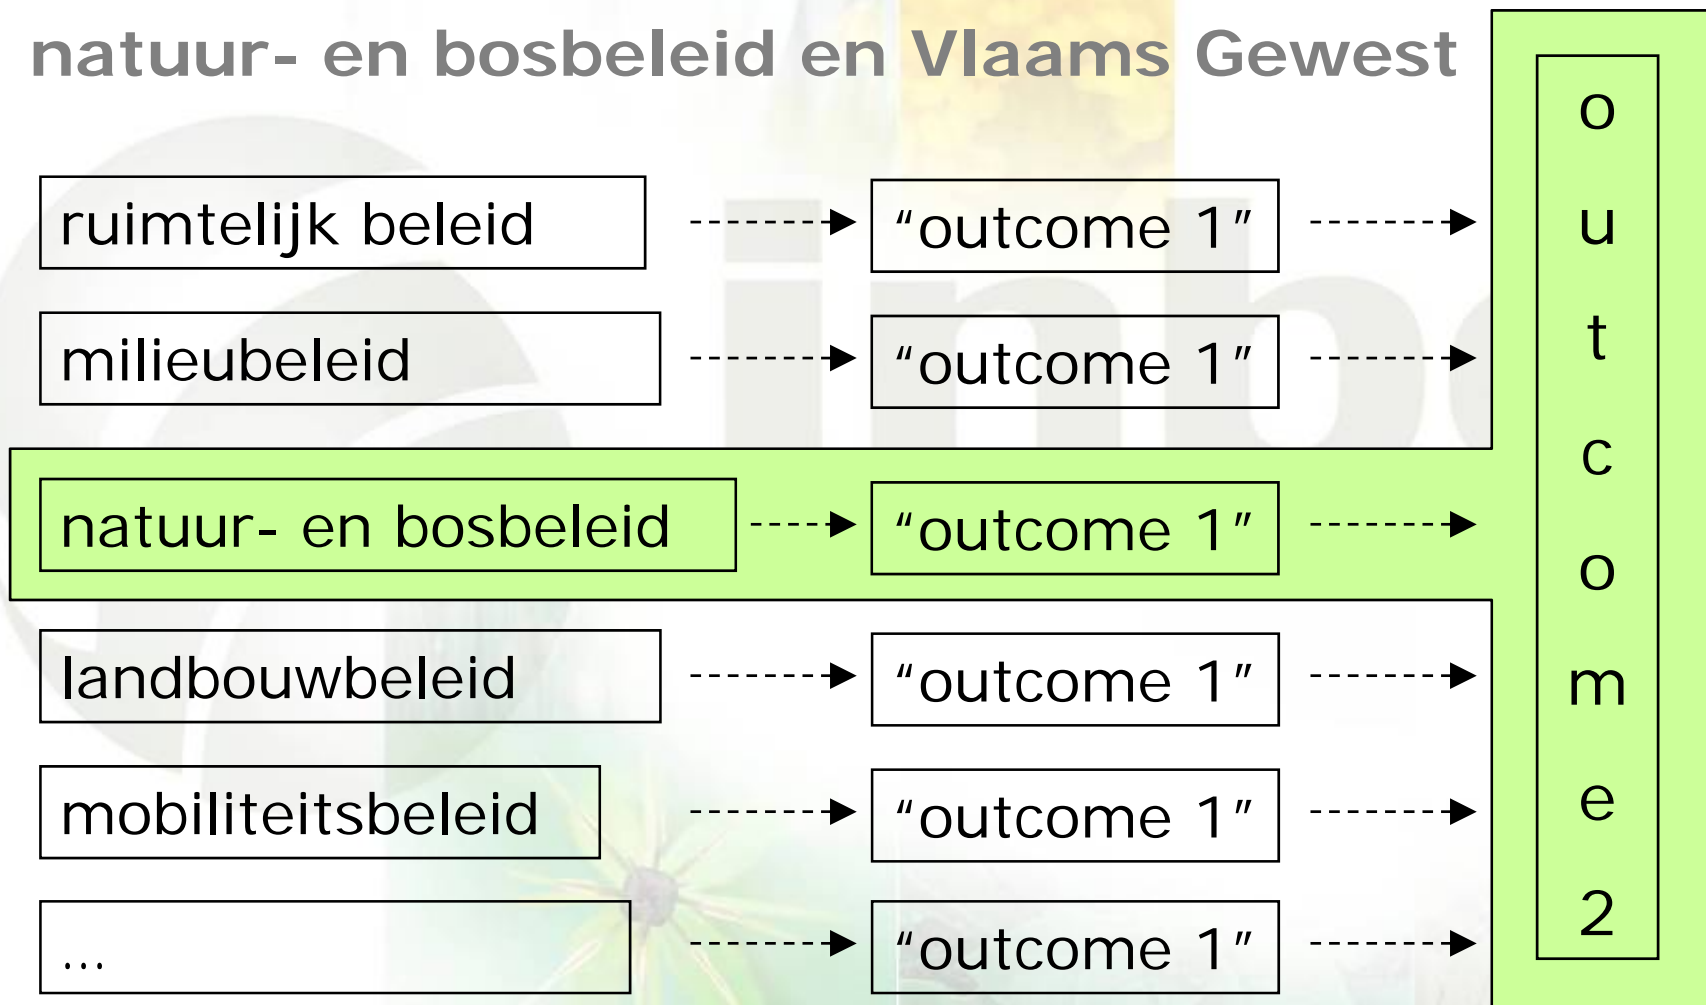 natuur- en bosbeleid en Vlaams Gewest
ruimtelijk beleid
“outcome 1”
milieubeleid
“outcome 1”
natuur- en bosbeleid
“outcome 1”
landbouwbeleid
“outcome 1”
mobiliteitsbeleid
“outcome 1”
...
“outcome 1”
o
u
t
c
o
m
e
2
inb